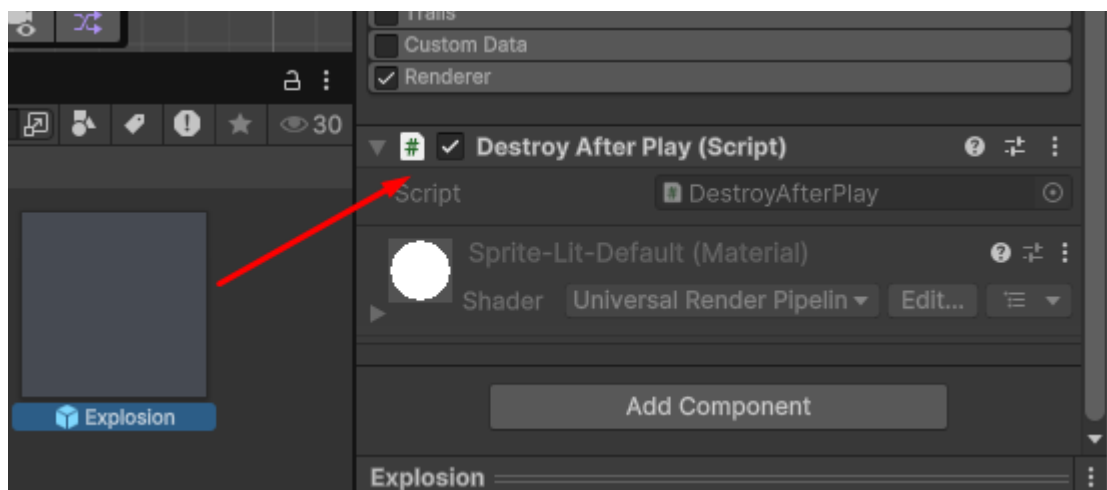 Trails
Custom Data
Renderer
30
# Destroy After Play (Script)
Script # DestroyAfterPlay
Sprite-Lit-Default (Material)
Shader Universal Render Pipelin Edit...
Explosion
Add Component
Explosion